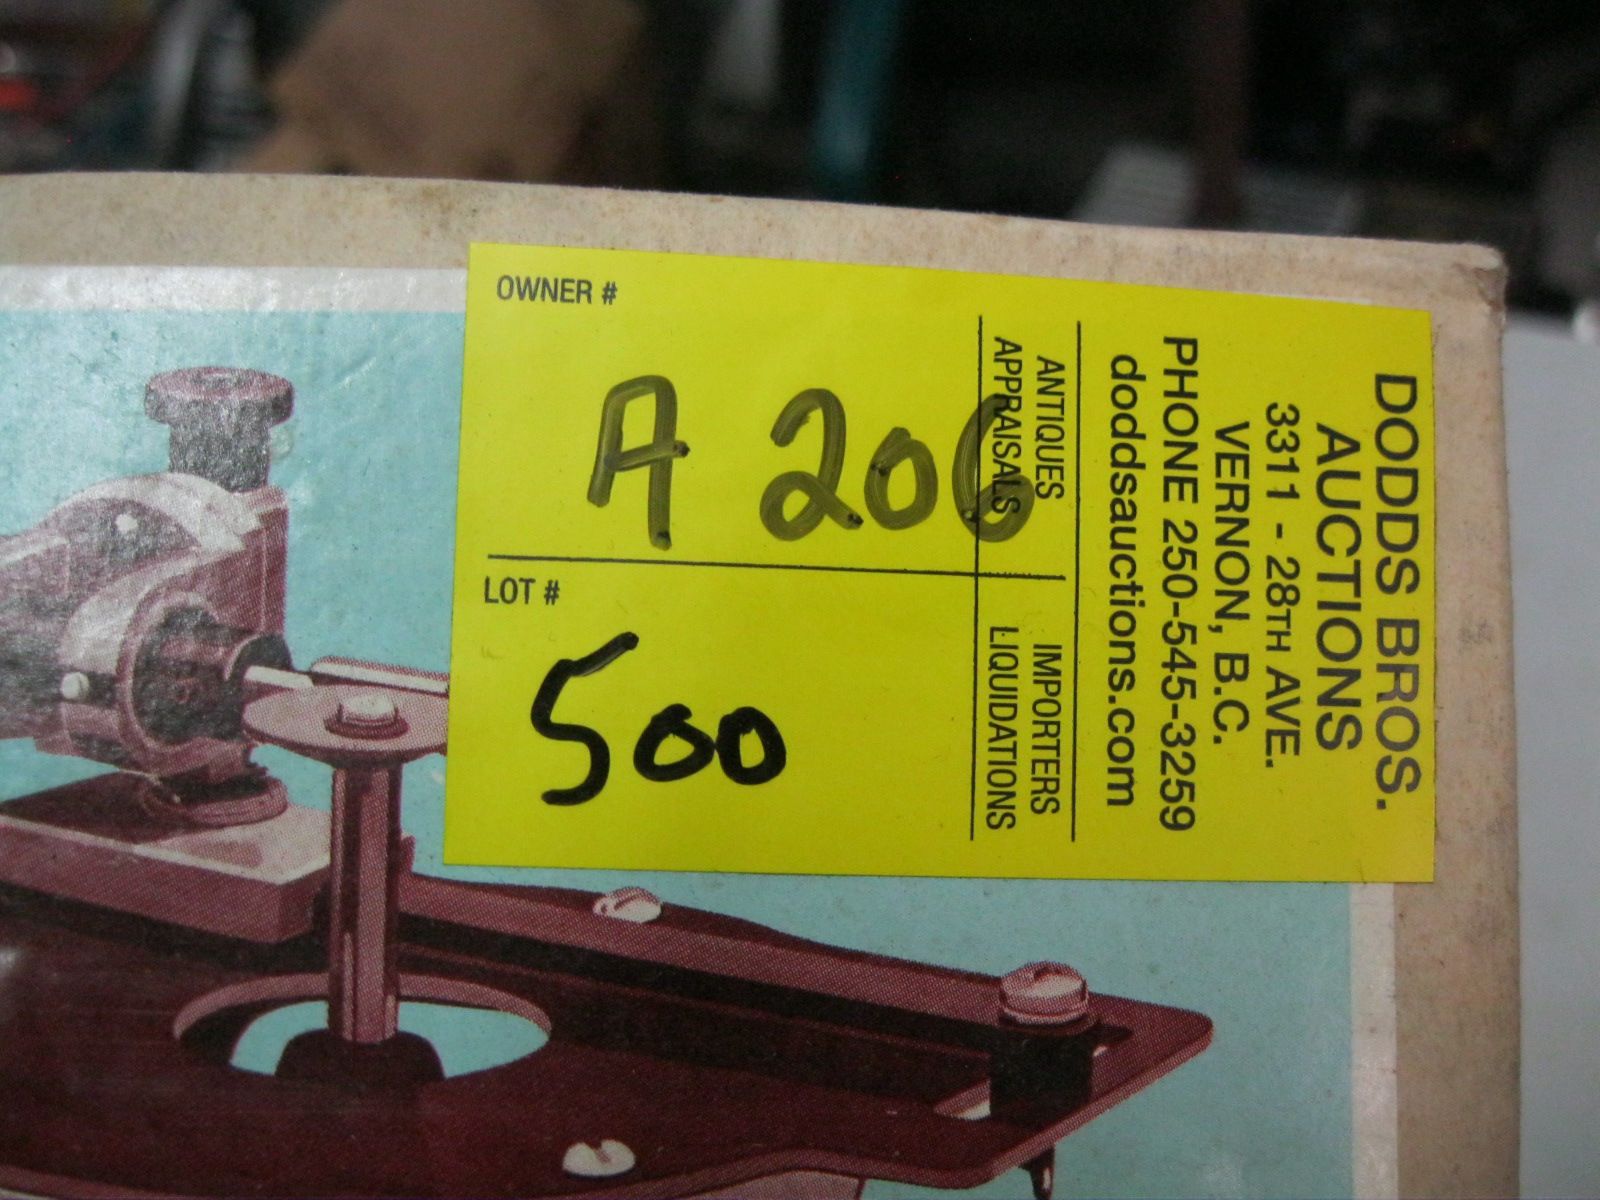 OWNER #
A 206
LOT #
500
ANTIQUES
APPRAISALS
IMPORTERS
LIQUIDATIONS
DODDS BROS.
AUCTIONS
3311 - 28TH AVE.
VERNON, B.C.
PHONE 250-545-3259
doddsauctions.com